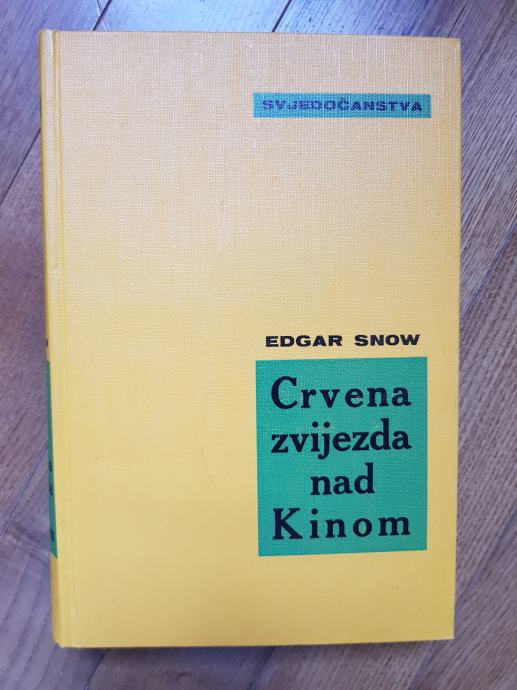 SVJEDOČANSTVA
EDGAR SNOW
Crvena
zvijezda
nad
Kinom